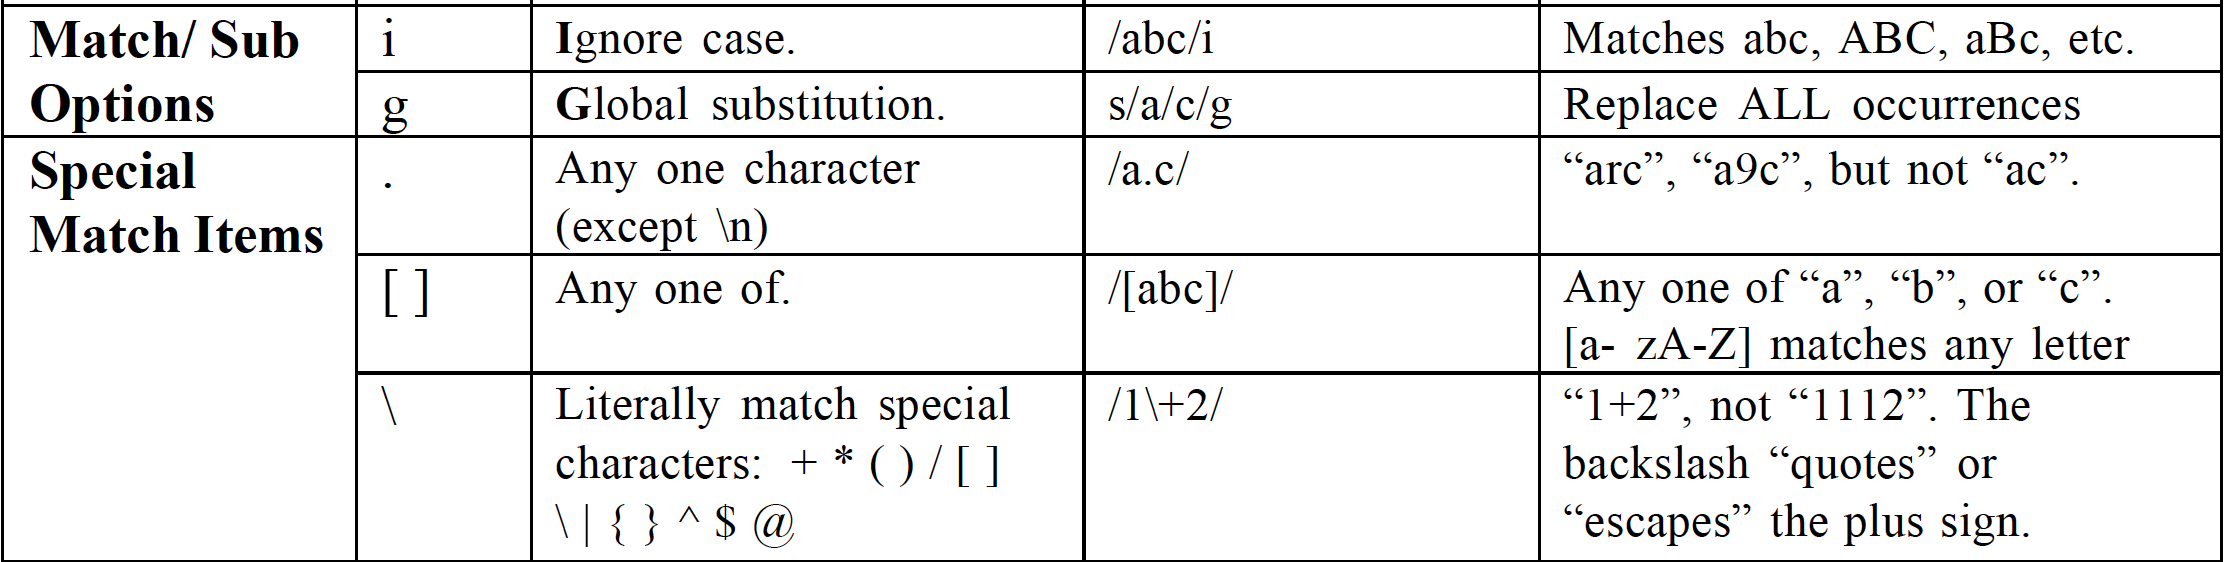 Match/ Sub Options
i
Ignore case.
/abc/i
Matches abc, ABC, aBc, etc.
g
Global substitution.
s/a/c/g
Replace ALL occurrences
Special
Match Items
.
Any one character
(except \n)
/a.c/
“arc”, “a9c”, but not “ac”.
[ ]
Any one of.
/[abc]/
Any one of “a”, “b”, or “c”.
[a- zA-Z] matches any letter
\
Literally match special
characters: + * ( ) / [ ]
\ | { } ^ $ @
/1\+2/
“1+2”, not “1112”. The
backslash “quotes” or
“escapes” the plus sign.